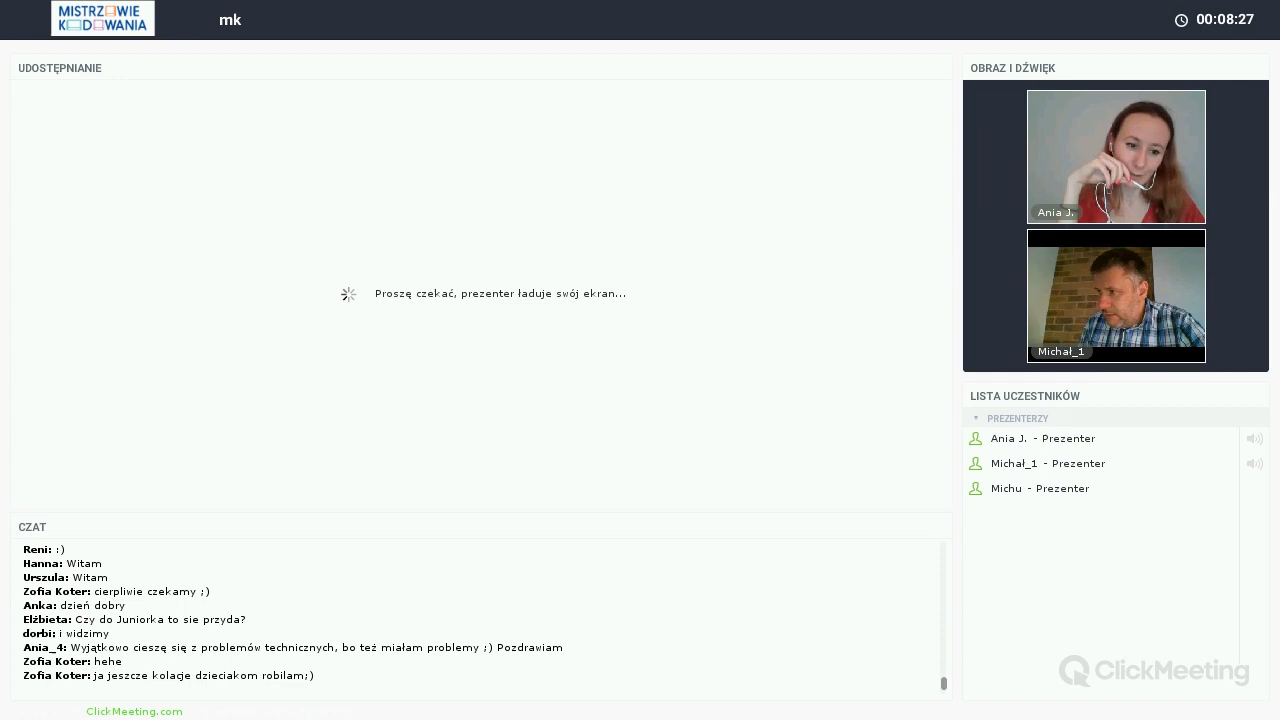 MISTRZOWIE
KODOWANIA
mk
00:08:27
UDOSTĘPNIANIE
Proszę czekać, prezenter ładuje swój ekran...
CZAT
Reni: :)
Hanna: Witam
Urszula: Witam
Zofia Koter: cierpliwie czekamy ;)
Anka: dzień dobry
Elżbieta: Czy do Juniorka to sie przyda?
dorbi: i widzimy
Ania_4: Wyjątkowo cieszę się z problemów technicznych, bo też miałam problemy ;) Pozdrawiam
Zofia Koter: hehe
Zofia Koter: ja jeszcze kolacje dzieciakom robilam;)
ClickMeeting.com
OBRAZ I DŹWIĘK
Ania J.
Michał_1
LISTA UCZESTNIKÓW
PREZENTERZY
Ania J. - Prezenter
Michał_1 - Prezenter
Michu - Prezenter
ClickMeeting